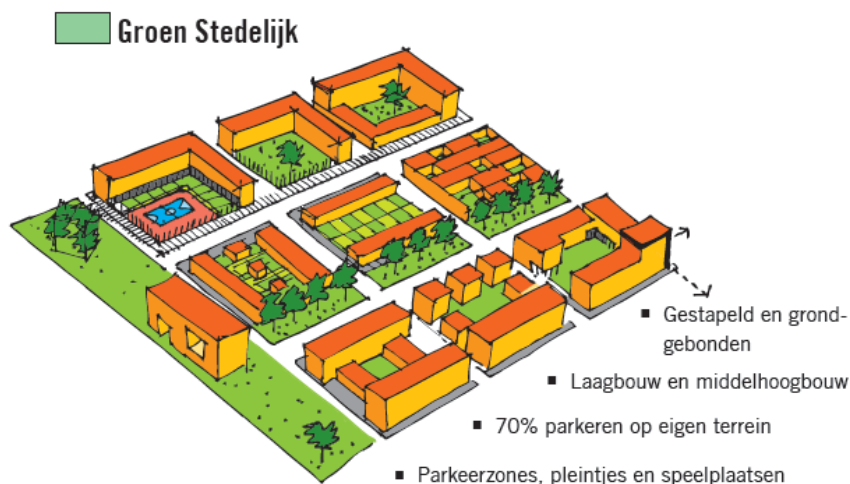 Groen Stedelijk
▪ Gestapeld en grond-
gebonden
▪ Laagbouw en middelhoogbouw
▪ 70% parkeren op eigen terrein
▪ Parkeerzones, pleintjes en speelplaatsen